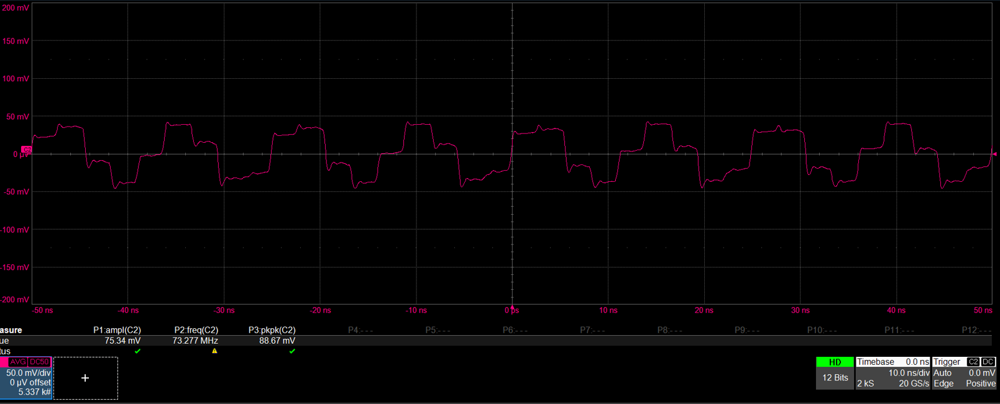 200 mV
150 mV
100 mV
50 mV
C2
0 µV
-50 mV
-100 mV
-150 mV
-200 mV
-50 ns -40 ns -30 ns -20 ns -10 ns 0 ps 10 ns 20 ns 30 ns 40 ns 50 ns
asure P1:ampl(C2) P2:freq(C2) P3:pkpk(C2) P4:- - - P5:- - - P6:- - - P7:- - - P8:- - - P9:- - - P10:- - - P11:- - - P12:- - -
ue 75.34 mV 73.277 MHz 88.67 mV
tus
AVG DC50
50.0 mV/div
0 µV offset
5.337 k#
+
HD
12 Bits
Timebase 0.0 ns
10.0 ns/div
2 kS 20 GS/s
Trigger C2 DC
Auto 0.0 mV
Edge Positive